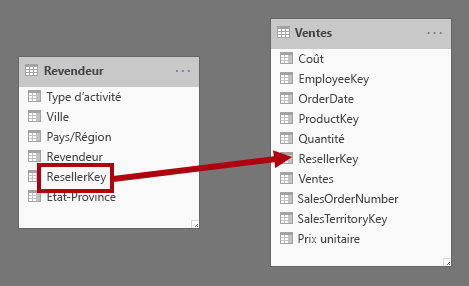 Revendeur
Type d'activité
Ville
Pays/Région
Revendeur
ResellerKey
Etat-Province
Ventes
Coût
EmployeeKey
OrderDate
ProductKey
Quantité
ResellerKey
Ventes
SalesOrderNumber
SalesTerritoryKey
Prix unitaire